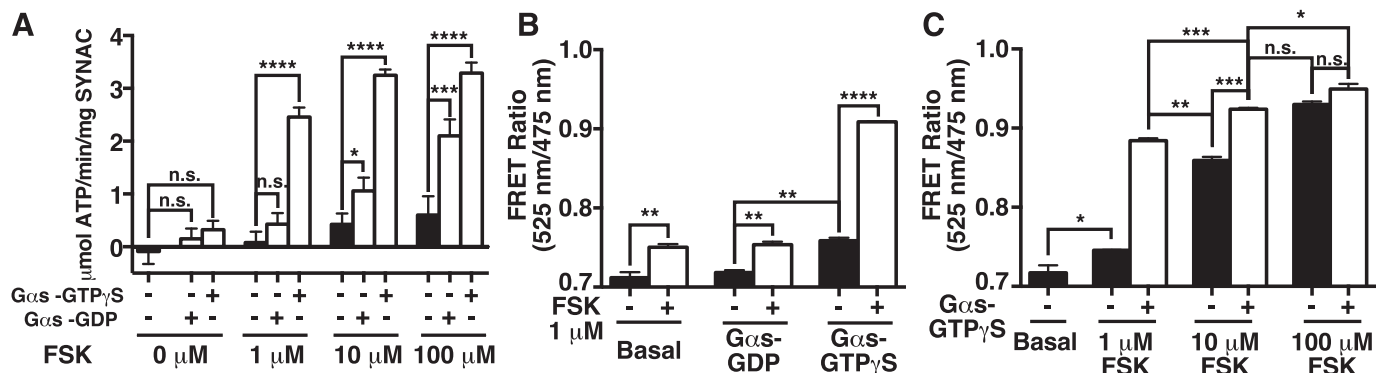 A
μmol ATP/min/mg SYNAC
4
3
2
1
0
n.s.
n.s.
n.s.
****
*
****
***
****
Gαs -GTPγS - - + - - + - - + - - +
Gαs -GDP - + - - + - - + - - + -
FSK 0 μM 1 μM 10 μM 100 μM
B
FRET Ratio
(525 nm/475 nm)
1.0
0.9
0.8
0.7
**
**
**
****
FSK - + - + - +
1 μM
Basal
Gαs-
GDP
Gαs-
GTPγS
C
FRET Ratio
(525 nm/475 nm)
1.0
0.9
0.8
0.7
*
***
**
***
*
n.s.
n.s.
Gαs-
GTPγS
- - + - + - +
Basal
1 μM
FSK
10 μM
FSK
100 μM
FSK